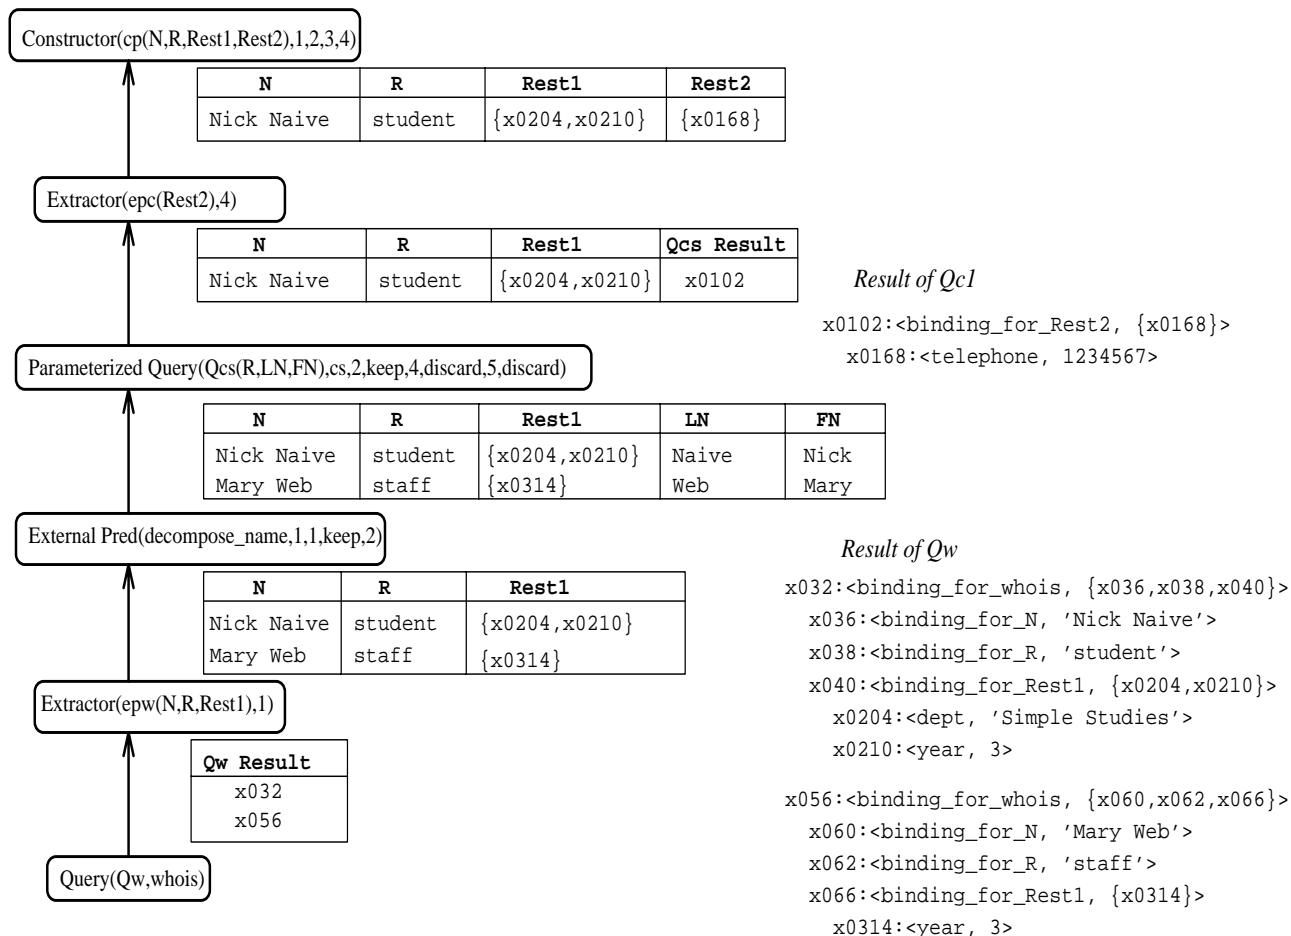 Constructor(cp(N,R,Rest1,Rest2),1,2,3,4)
N R Rest1 Rest2
Nick Naive student {x0204,x0210} {x0168}
Extractor(epc(Rest2),4)
N R Rest1 Qcs Result
Nick Naive student {x0204,x0210} x0102
Result of Qc1
x0102:<binding_for_Rest2, {x0168}>
x0168:<telephone, 1234567>
Parameterized Query(Qcs(R,LN,FN),cs,2,keep,4,discard,5,discard)
N R Rest1 LN FN
Nick Naive student {x0204,x0210} Naive Nick
Mary Web staff {x0314} Web Mary
External Pred(decompose_name,1,1,keep,2)
N R Rest1
Nick Naive student {x0204,x0210}
Mary Web staff {x0314}
Extractor(epw(N,R,Rest1),1)
Qw Result
x032
x056
Query(Qw,whois)
Result of Qw
x032:<binding_for_whois, {x036,x038,x040}>
x036:<binding_for_N, ’Nick Naive’>
x038:<binding_for_R, ’student’>
x040:<binding_for_Rest1, {x0204,x0210}>
x0204:<dept, ’Simple Studies’>
x0210:<year, 3>
x056:<binding_for_whois, {x060,x062,x066}>
x060:<binding_for_N, ’Mary Web’>
x062:<binding_for_R, ’staff’>
x066:<binding_for_Rest1, {x0314}>
x0314:<year, 3>